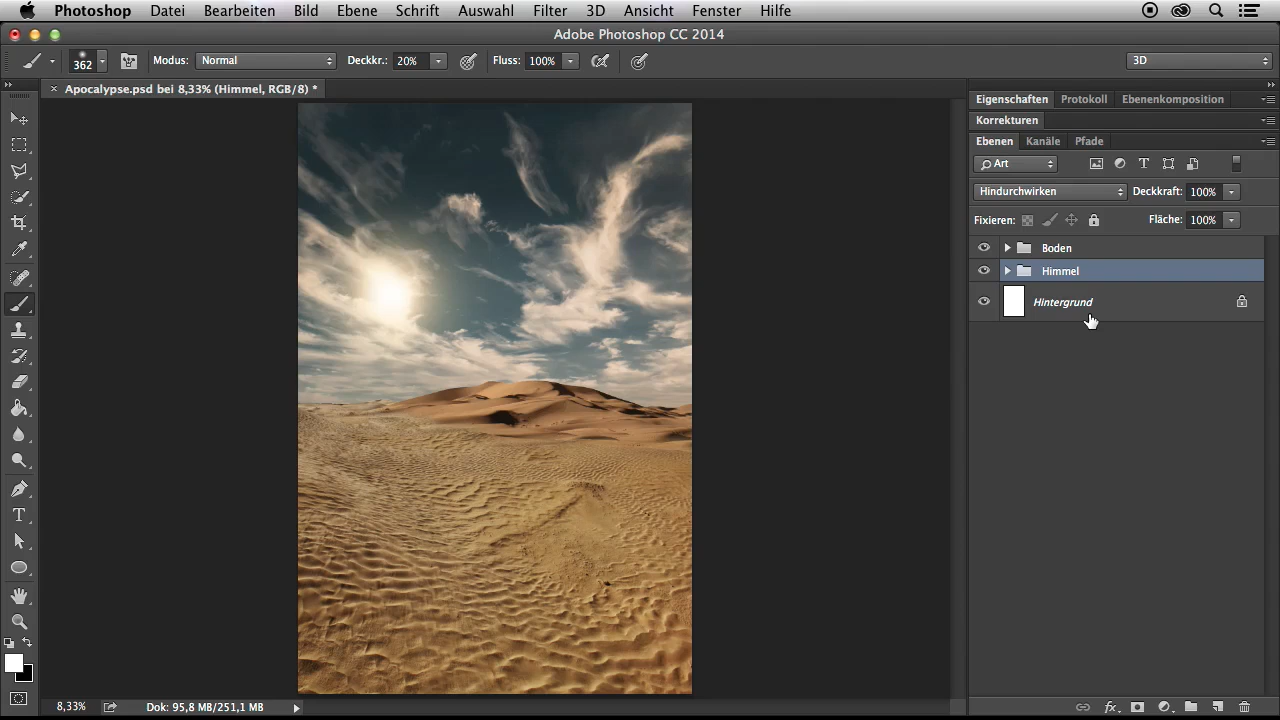 Photoshop Datei Bearbeiten Bild Ebene Schrift Auswahl Filter 3D Ansicht Fenster Hilfe
Adobe Photoshop CC 2014
362 Modus: Normal Deckkr.: 20% Fluss: 100% 3D
× Apocalypse.psd bei 8,33% (Himmel, RGB/8) *
Eigenschaften Protokoll Ebenenkomposition
Korrekturen
Ebenen Kanäle Pfade
Art
Hindurchwirken Deckkraft: 100%
Fixieren: Fläche: 100%
Boden
Himmel
Hintergrund
8,33% Dok: 95,8 MB/251,1 MB